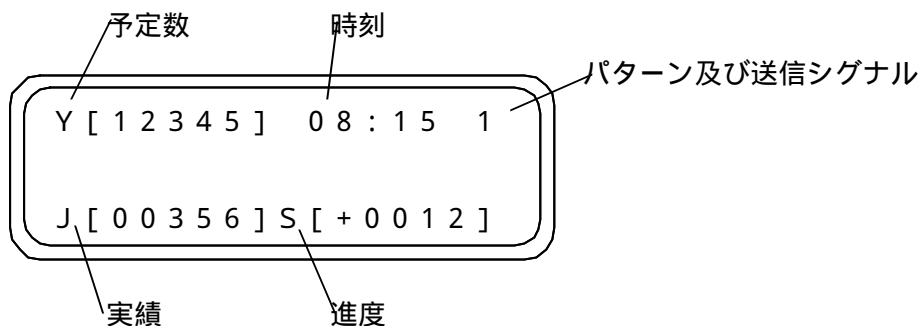 予定数 時刻
パターン及び送信シグナル
Y[12345] 08:15 1
J[00356]S[+0012]
実績 進度